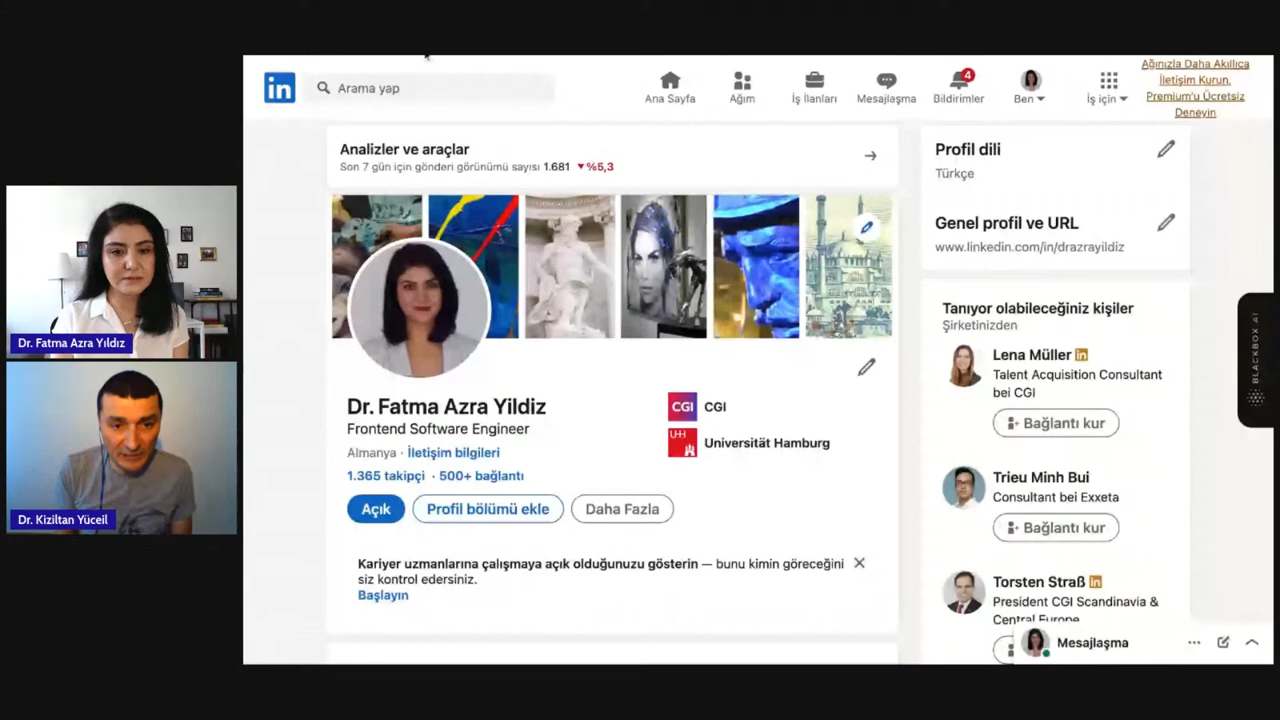 in
Arama yap
Ana Sayfa
Ağım
İş İlanları
Mesajlaşma
4
Bildirimler
Ben
İş için
Ağınızla Daha Akıllıca
İletişim Kurun,
Premium'u Ücretsiz
Deneyin
Dr. Fatma Azra Yıldız
Dr. Kiziltan Yüceil
Analizler ve araçlar
Son 7 gün için gönderi görünümü sayısı 1.681 ▼%5,3
Dr. Fatma Azra Yildiz
Frontend Software Engineer
Almanya · İletişim bilgileri
1.365 takipçi · 500+ bağlantı
CGI CGI
UHH Universität Hamburg
Açık
Profil bölümü ekle
Daha Fazla
Kariyer uzmanlarına çalışmaya açık olduğunuzu gösterin — bunu kimin göreceğini
siz kontrol edersiniz.
Başlayın
Profil dili
Türkçe
Genel profil ve URL
www.linkedin.com/in/drazrayildiz
Tanıyor olabileceğiniz kişiler
Şirketinizden
Lena Müller in
Talent Acquisition Consultant
bei CGI
Bağlantı kur
Trieu Minh Bui
Consultant bei Exxeta
Bağlantı kur
Torsten Straß in
President CGI Scandinavia &
Central Europe
Mesajlaşma
BLACKBOX AI